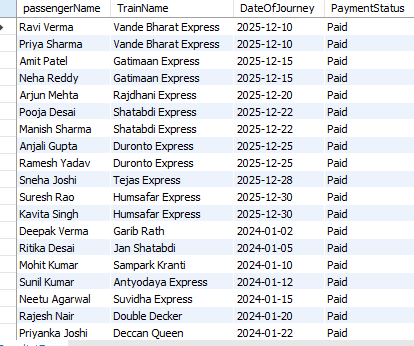 passengerName TrainName DateOfJourney PaymentStatus
Ravi Verma Vande Bharat Express 2025-12-10 Paid
Priya Sharma Vande Bharat Express 2025-12-10 Paid
Amit Patel Gatimaan Express 2025-12-15 Paid
Neha Reddy Gatimaan Express 2025-12-15 Paid
Arjun Mehta Rajdhani Express 2025-12-20 Paid
Pooja Desai Shatabdi Express 2025-12-22 Paid
Manish Sharma Shatabdi Express 2025-12-22 Paid
Anjali Gupta Duronto Express 2025-12-25 Paid
Ramesh Yadav Duronto Express 2025-12-25 Paid
Sneha Joshi Tejas Express 2025-12-28 Paid
Suresh Rao Humsafar Express 2025-12-30 Paid
Kavita Singh Humsafar Express 2025-12-30 Paid
Deepak Verma Garib Rath 2024-01-02 Paid
Ritika Desai Jan Shatabdi 2024-01-05 Paid
Mohit Kumar Sampark Kranti 2024-01-10 Paid
Sunil Kumar Antyodaya Express 2024-01-12 Paid
Neetu Agarwal Suvidha Express 2024-01-15 Paid
Rajesh Nair Double Decker 2024-01-20 Paid
Priyanka Joshi Deccan Queen 2024-01-22 Paid